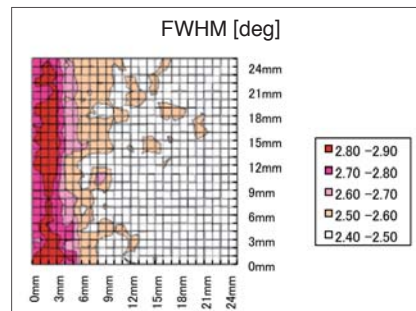 FWHM [deg]
24mm
21mm
18mm
15mm
12mm
9mm
6mm
3mm
0mm
0mm
3mm
6mm
9mm
12mm
15mm
18mm
21mm
24mm
2.80 -2.90
2.70 -2.80
2.60 -2.70
2.50 -2.60
2.40 -2.50